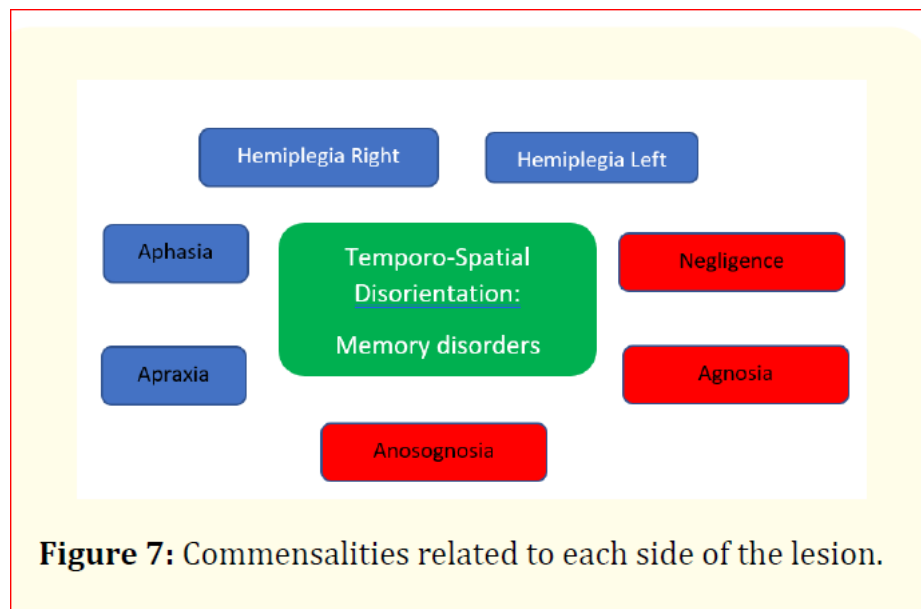 Hemiplegia Right
Hemiplegia Left
Aphasia
Temporo-Spatial
Disorientation:
Memory disorders
Negligence
Apraxia
Agnosia
Anosognosia
Figure 7: Commensalities related to each side of the lesion.